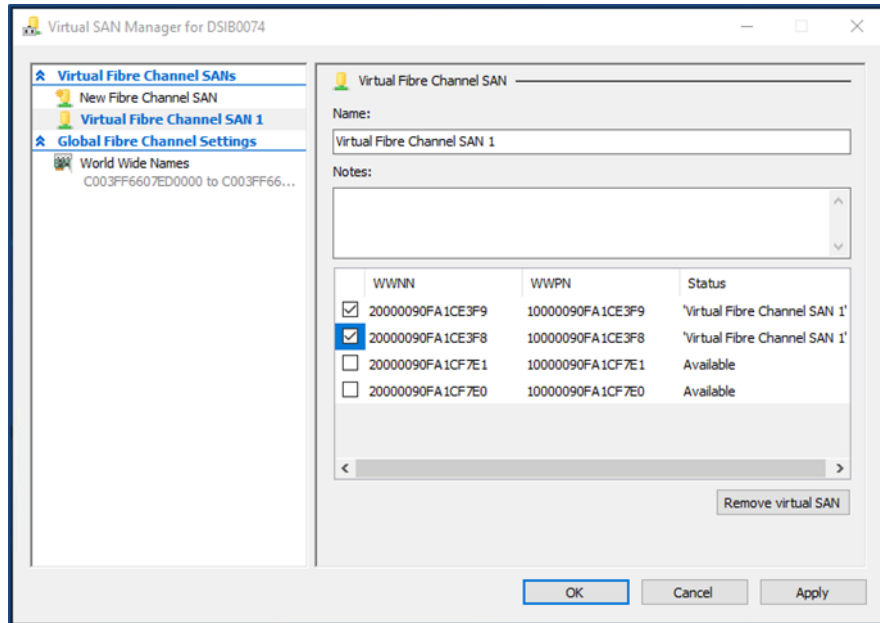 Virtual SAN Manager for DSIB0074
Virtual Fibre Channel SANs
New Fibre Channel SAN
Virtual Fibre Channel SAN 1
Global Fibre Channel Settings
World Wide Names
C003FF6607ED0000 to C003FF66...
Virtual Fibre Channel SAN
Name:
Virtual Fibre Channel SAN 1
Notes:
WWNN WWPN Status
20000090FA1CE3F9 10000090FA1CE3F9 'Virtual Fibre Channel SAN 1'
20000090FA1CE3F8 10000090FA1CE3F8 'Virtual Fibre Channel SAN 1'
20000090FA1CF7E1 10000090FA1CF7E1 Available
20000090FA1CF7E0 10000090FA1CF7E0 Available
Remove virtual SAN
OK Cancel Apply